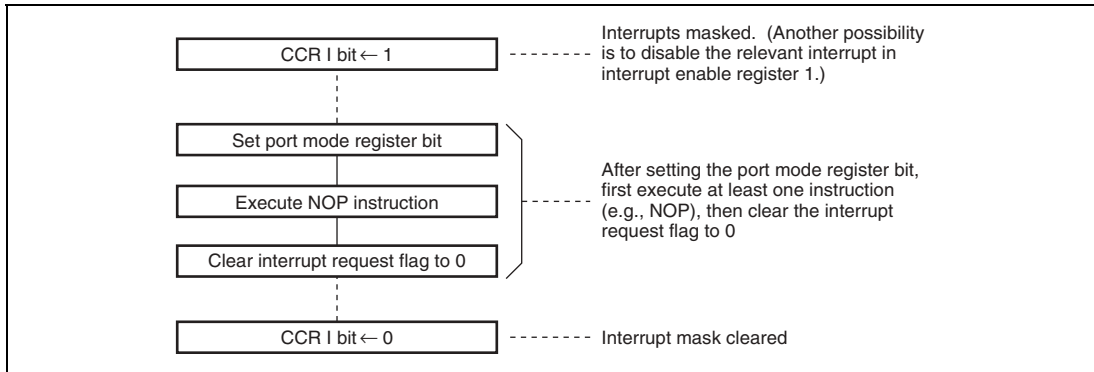 CCR I bit ← 1
Interrupts masked. (Another possibility
is to disable the relevant interrupt in
interrupt enable register 1.)
Set port mode register bit
Execute NOP instruction
Clear interrupt request flag to 0
After setting the port mode register bit,
first execute at least one instruction
(e.g., NOP), then clear the interrupt
request flag to 0
CCR I bit ← 0
Interrupt mask cleared